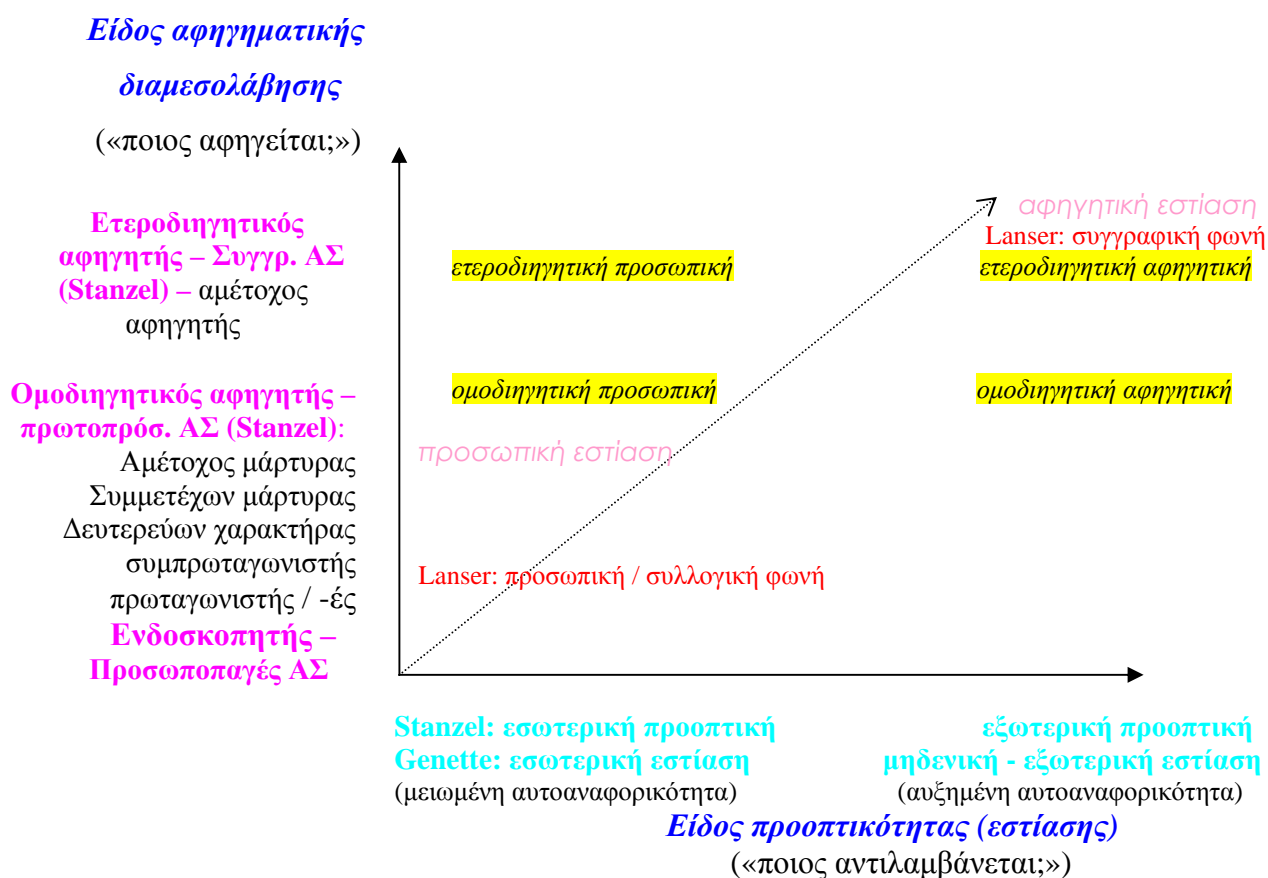 Είδος αφηγηματικής
διαμεσολάβησης
(«ποιος αφηγείται;»)
Ετεροδιηγητικός
αφηγητής – Συγγρ. ΑΣ
(Stanzel) – αμέτοχος
αφηγητής
Ομοδιηγητικός αφηγητής –
πρωτοπρόσ. ΑΣ (Stanzel):
Αμέτοχος μάρτυρας
Συμμετέχων μάρτυρας
Δευτερεύων χαρακτήρας
συμπρωταγωνιστής
πρωταγωνιστής / -ές
Ενδοσκοπητής –
Προσωποπαγές ΑΣ
αφηγητική εστίαση
Lanser: συγγραφική φωνή
ετεροδιηγητική προσωπική
ετεροδιηγητική αφηγητική
ομοδιηγητική προσωπική
ομοδιηγητική αφηγητική
προσωπική εστίαση
Lanser: προσωπική / συλλογική φωνή
Stanzel: εσωτερική προοπτική
Genette: εσωτερική εστίαση
(μειωμένη αυτοαναφορικότητα)
εξωτερική προοπτική
μηδενική - εξωτερική εστίαση
(αυξημένη αυτοαναφορικότητα)
Είδος προοπτικότητας (εστίασης)
(«ποιος αντιλαμβάνεται;»)